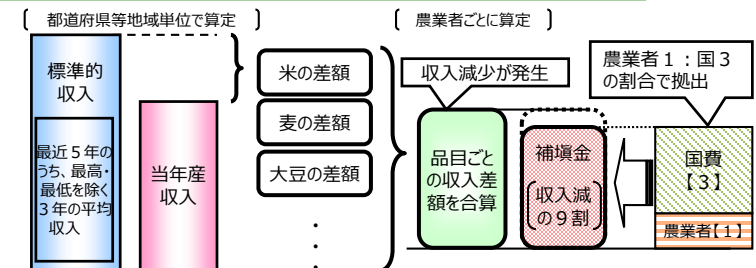 〔 都道府県等地域単位で算定 〕
〔 農業者ごとに算定 〕
標準的
収入
最近５年の
うち、最高・
最低を除く
３年の平均
収入
当年産
収入
米の差額
麦の差額
大豆の差額
・
・
・
収入減少が発生
品目ごと
の収入差
額を合算
補塡金
収入減
の９割
農業者１：国３
の割合で拠出
国費
【３】
農業者【１】